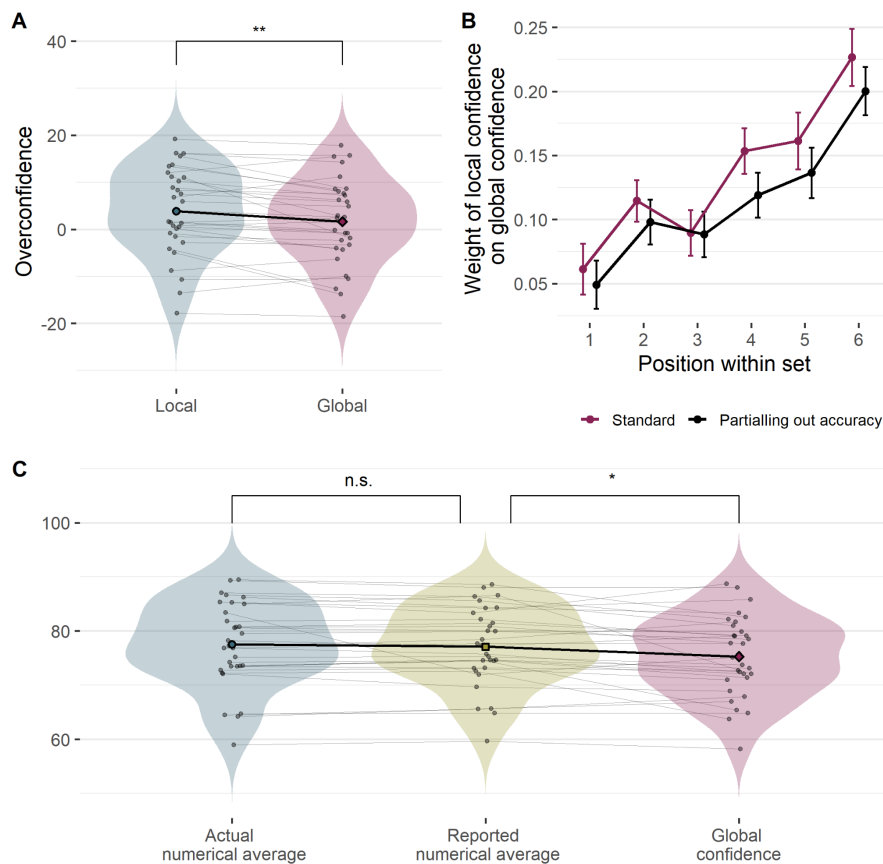 A
**
40
20
0
-20
Overconfidence
Local
Global
B
0.25
0.20
0.15
0.10
0.05
Weight of local confidence
on global confidence
1 2 3 4 5 6
Position within set
Standard Partialling out accuracy
C
n.s.
*
100
80
60
Actual
numerical average
Reported
numerical average
Global
confidence